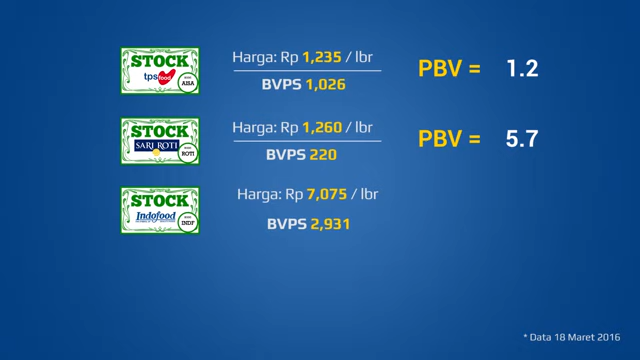 STOCK
tps food
AISA
Harga: Rp 1,235 / lbr
BVPS 1,026
PBV = 1.2
STOCK
SARI ROTI
ROTI
Harga: Rp 1,260 / lbr
BVPS 220
PBV = 5.7
STOCK
Indofood
INDF
Harga: Rp 7,075 / lbr
BVPS 2,931
* Data 18 Maret 2016